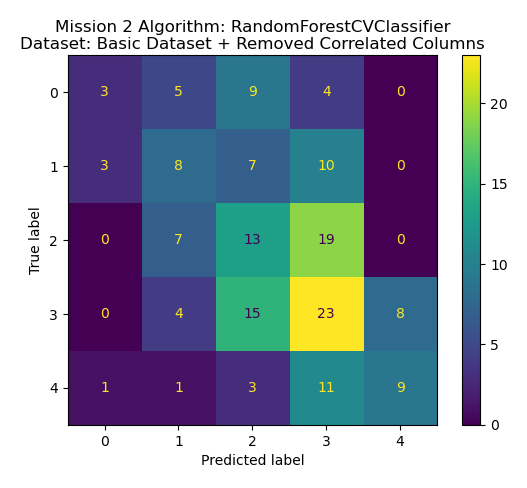 Mission 2 Algorithm: RandomForestCVClassifier
Dataset: Basic Dataset + Removed Correlated Columns
0 3 5 9 4 0
1 3 8 7 10 0
2 0 7 13 19 0
3 0 4 15 23 8
4 1 1 3 11 9
0 1 2 3 4
True label
Predicted label
20
15
10
5
0